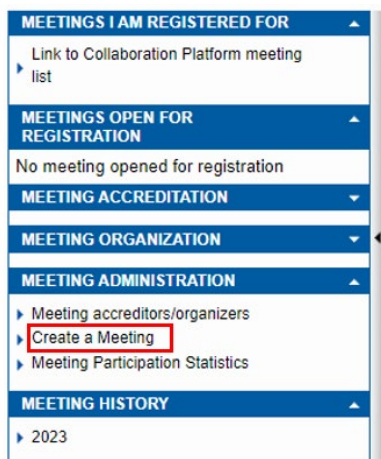 MEETINGS I AM REGISTERED FOR
Link to Collaboration Platform meeting
list
MEETINGS OPEN FOR
REGISTRATION
No meeting opened for registration
MEETING ACCREDITATION
MEETING ORGANIZATION
MEETING ADMINISTRATION
Meeting accreditors/organizers
Create a Meeting
Meeting Participation Statistics
MEETING HISTORY
2023